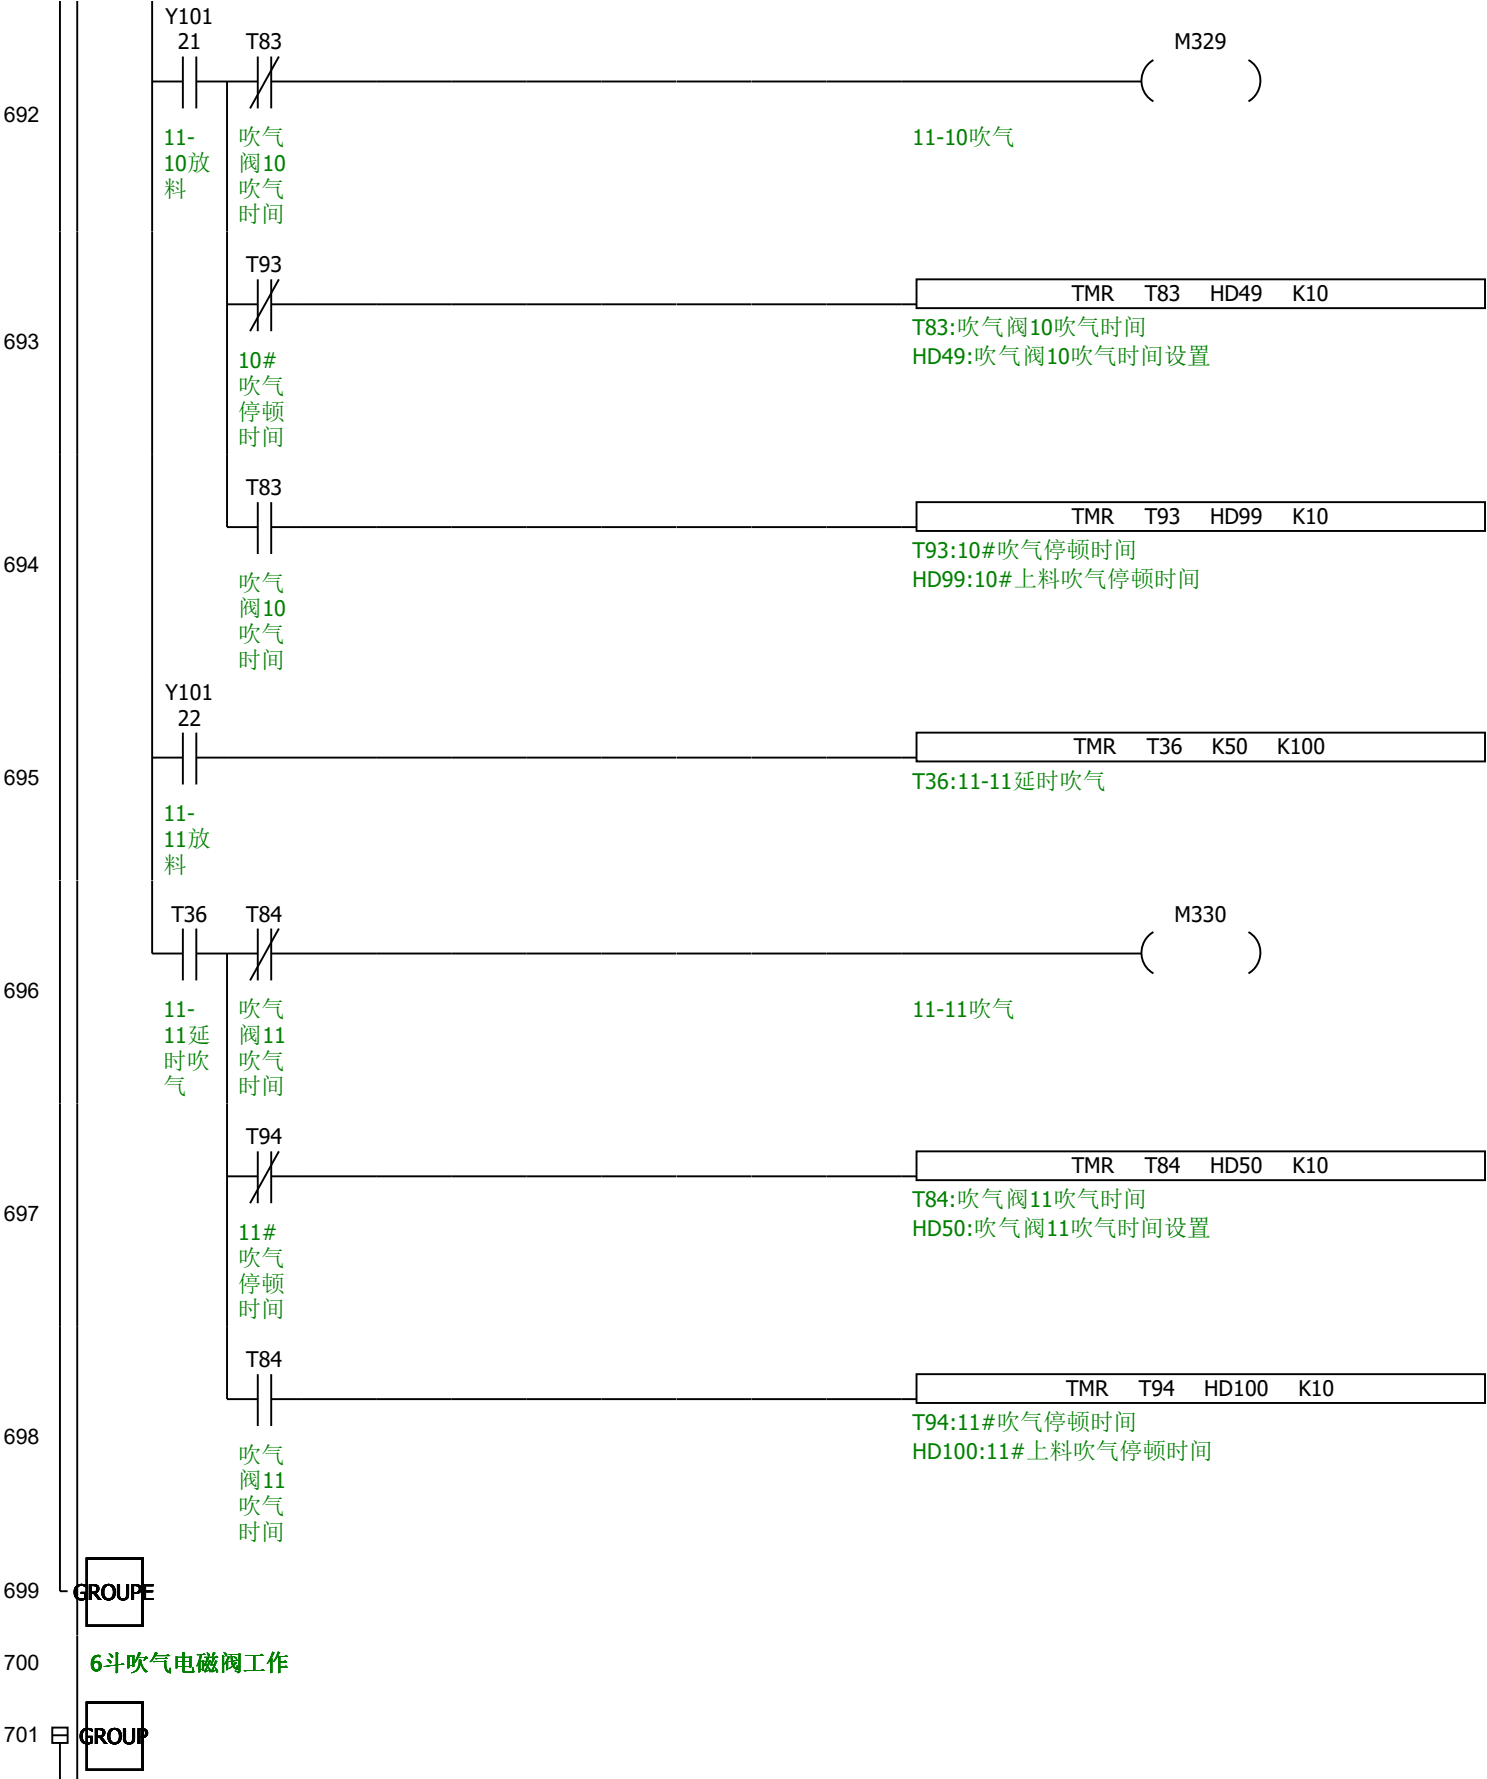 Y101
21
T83
M329
692
11-
10放
料
吹气
阀10
吹气
时间
11-10吹气
T93
TMR T83 HD49 K10
693
10#
吹气
停顿
时间
T83:吹气阀10吹气时间
HD49:吹气阀10吹气时间设置
T83
TMR T93 HD99 K10
694
吹气
阀10
吹气
时间
T93:10#吹气停顿时间
HD99:10#上料吹气停顿时间
Y101
22
TMR T36 K50 K100
695
11-
11放
料
T36:11-11延时吹气
T36
T84
M330
696
11-
11延
时吹
气
吹气
阀11
吹气
时间
11-11吹气
T94
TMR T84 HD50 K10
697
11#
吹气
停顿
时间
T84:吹气阀11吹气时间
HD50:吹气阀11吹气时间设置
T84
TMR T94 HD100 K10
698
吹气
阀11
吹气
时间
T94:11#吹气停顿时间
HD100:11#上料吹气停顿时间
699
GROUPE
700
6斗吹气电磁阀工作
701
GROUP